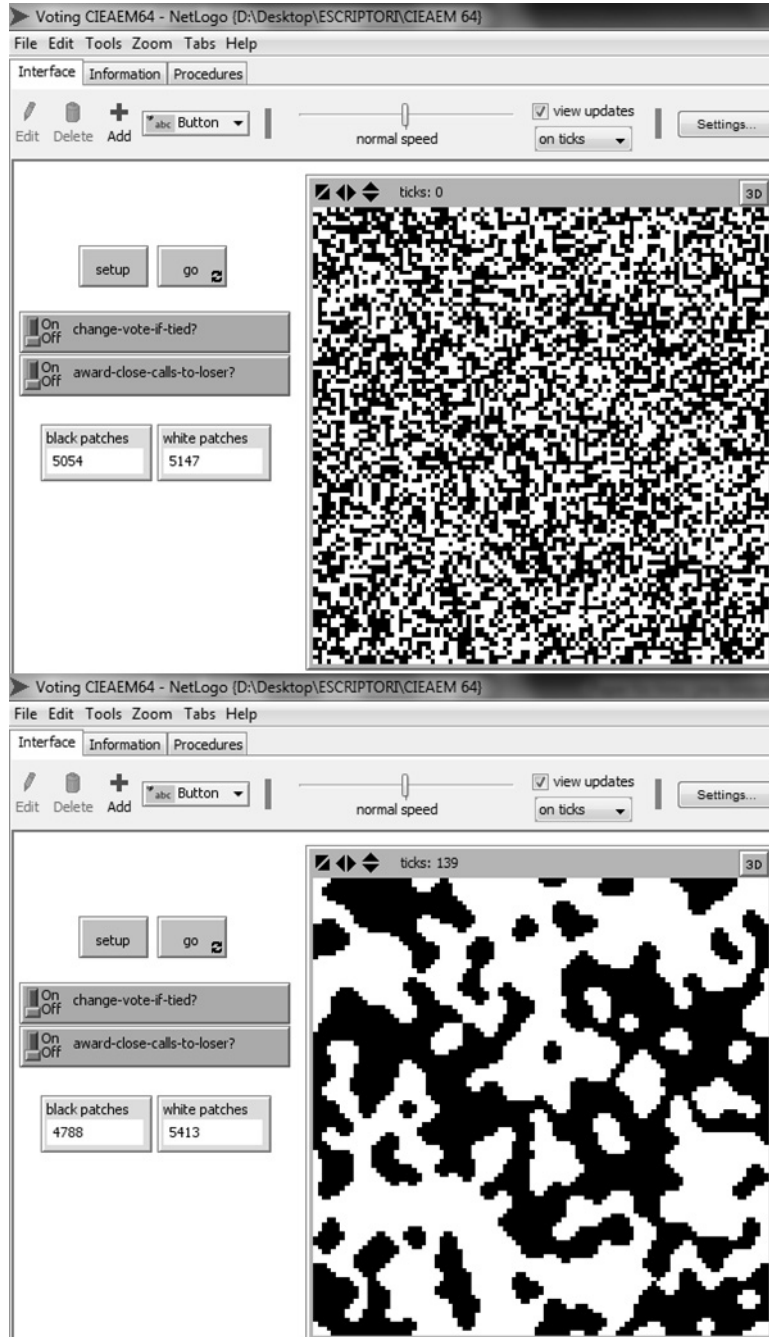 Voting CIEAEM64 - NetLogo {D:\Desktop\ESCRIPTORI\CIEAEM 64}
File Edit Tools Zoom Tabs Help
Interface Information Procedures
Edit Delete Add abc Button normal speed view updates on ticks Settings...
ticks: 0 3D
setup go
On Off change-vote-if-tied?
On Off award-close-calls-to-loser?
black patches white patches
5054 5147
Voting CIEAEM64 - NetLogo {D:\Desktop\ESCRIPTORI\CIEAEM 64}
File Edit Tools Zoom Tabs Help
Interface Information Procedures
Edit Delete Add abc Button normal speed view updates on ticks Settings...
ticks: 139 3D
setup go
On Off change-vote-if-tied?
On Off award-close-calls-to-loser?
black patches white patches
4788 5413